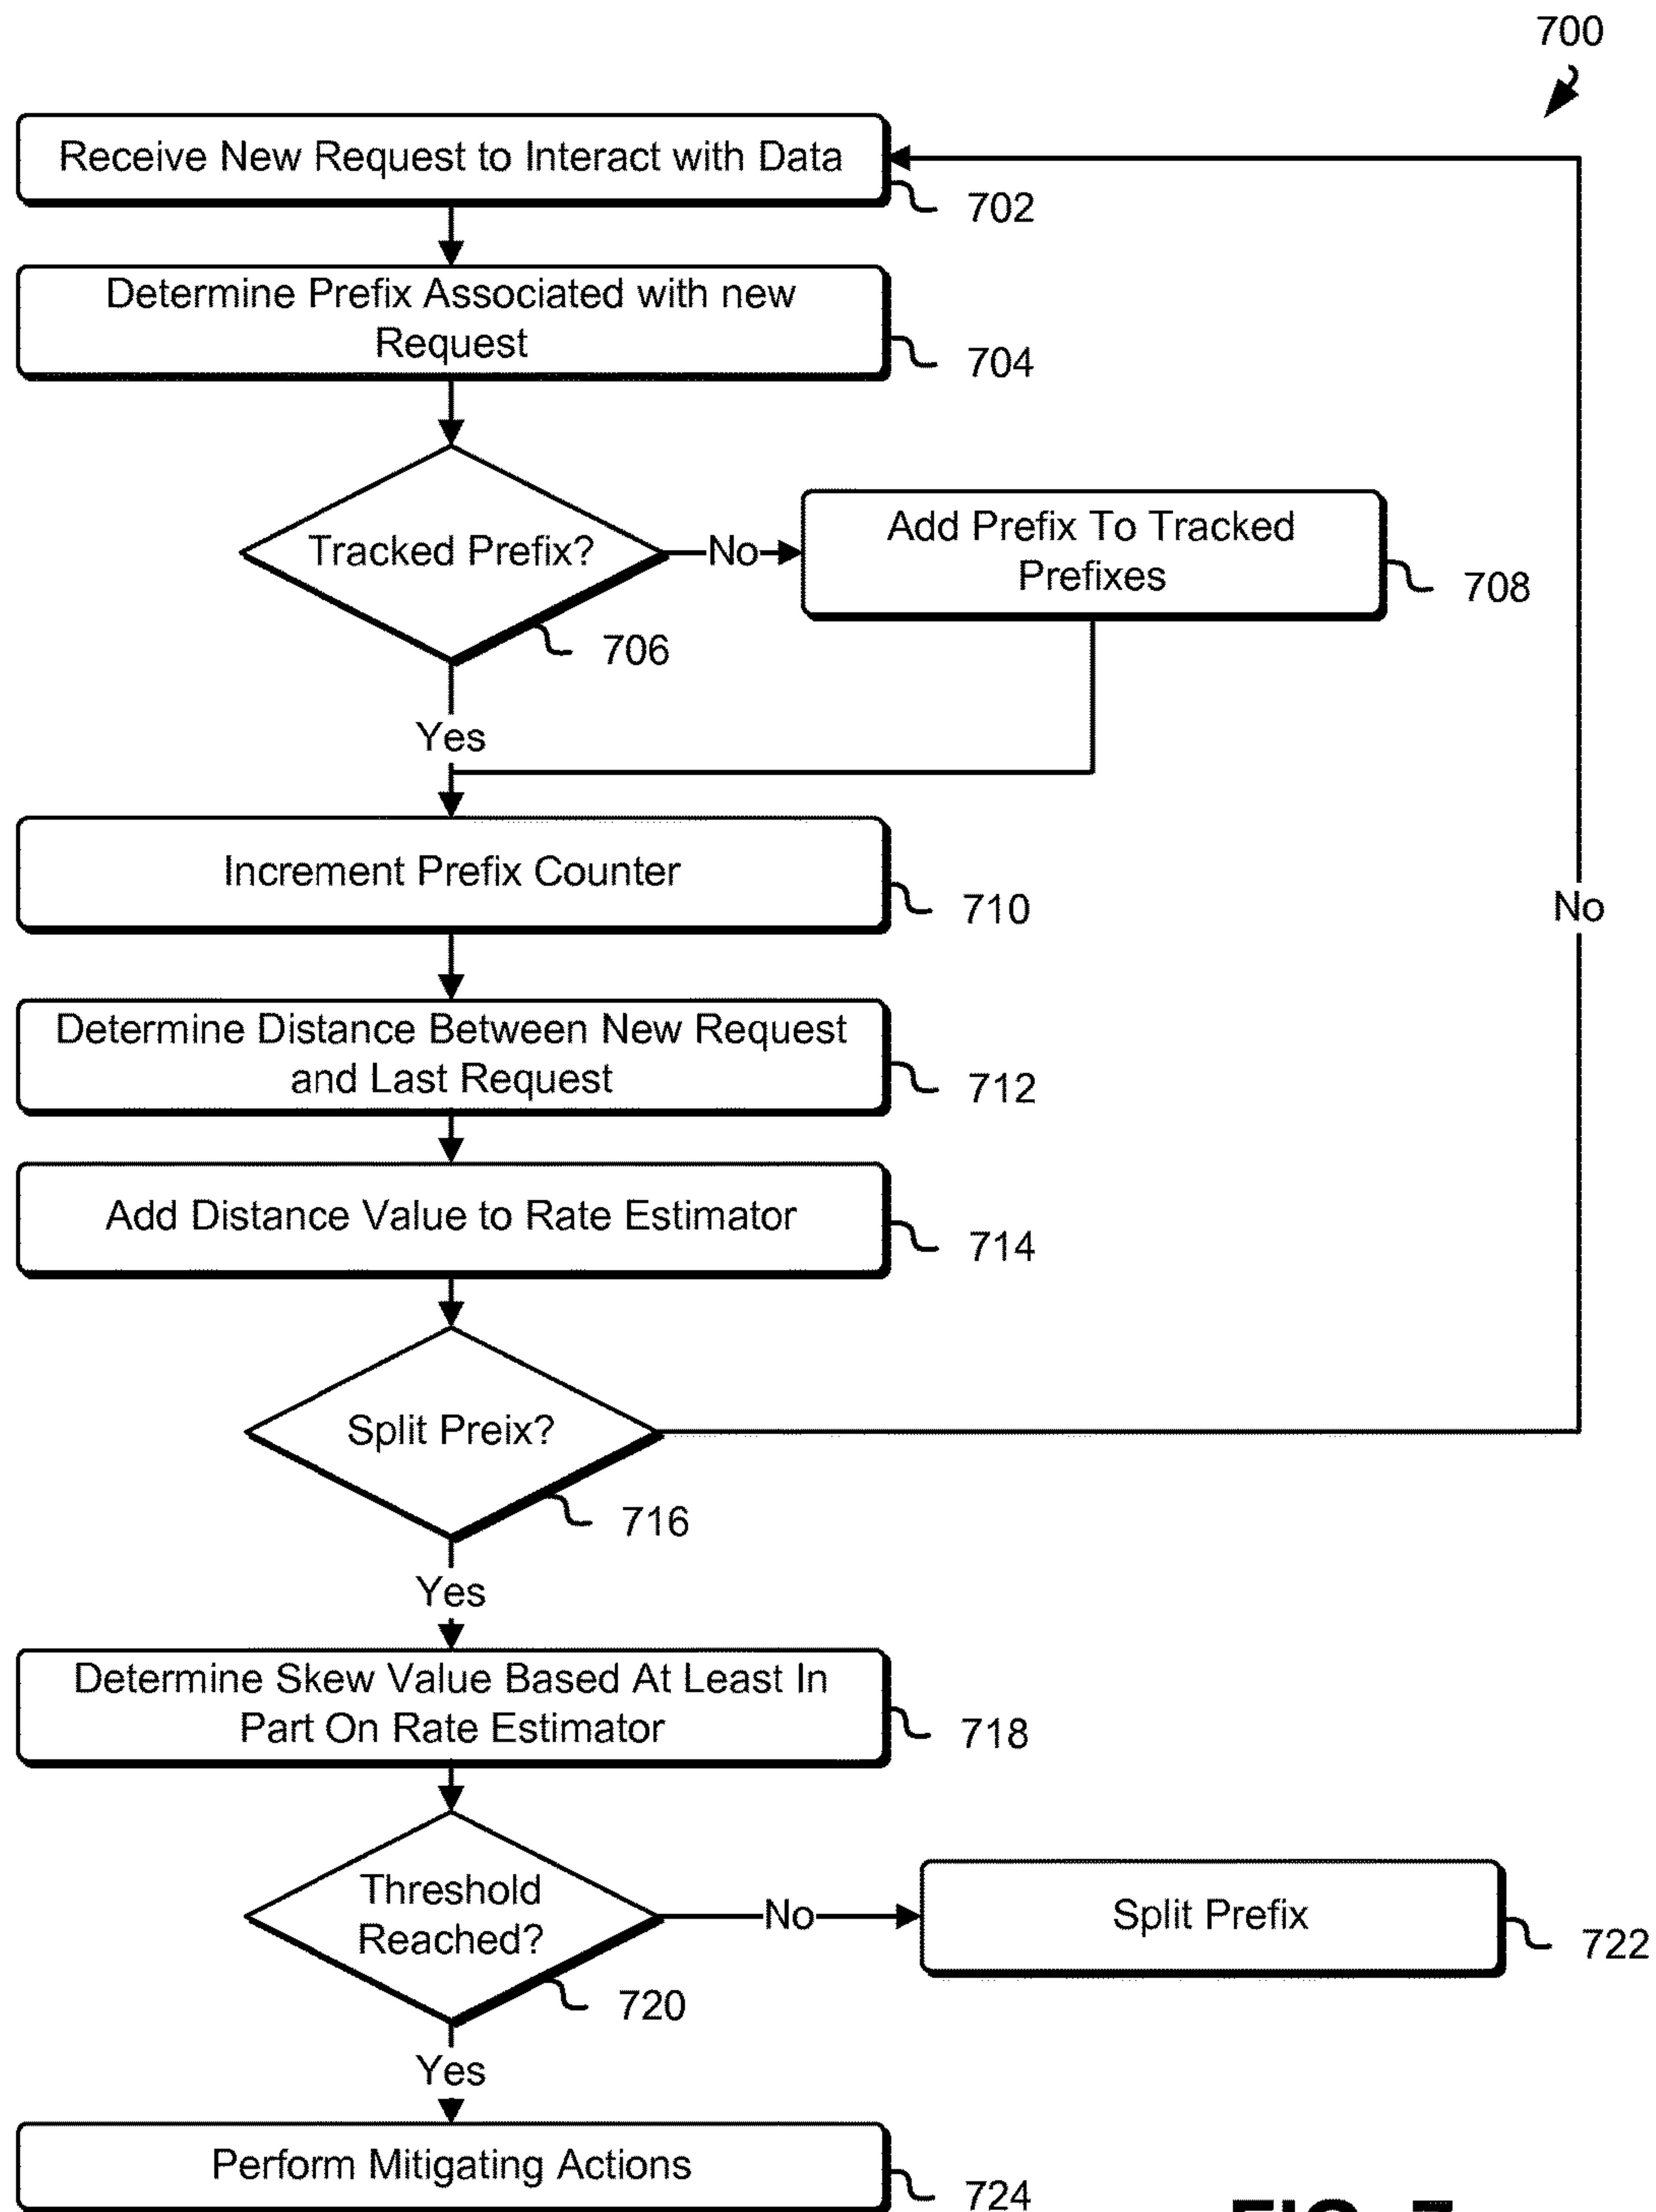 700
Receive New Request to Interact with Data
702
Determine Prefix Associated with new
Request
704
Tracked Prefix?
No
Add Prefix To Tracked
Prefixes
708
706
Yes
Increment Prefix Counter
710
No
Determine Distance Between New Request
and Last Request
712
Add Distance Value to Rate Estimator
714
Split Preix?
716
Yes
Determine Skew Value Based At Least In
Part On Rate Estimator
718
Threshold
Reached?
No
Split Prefix
722
720
Yes
Perform Mitigating Actions
724